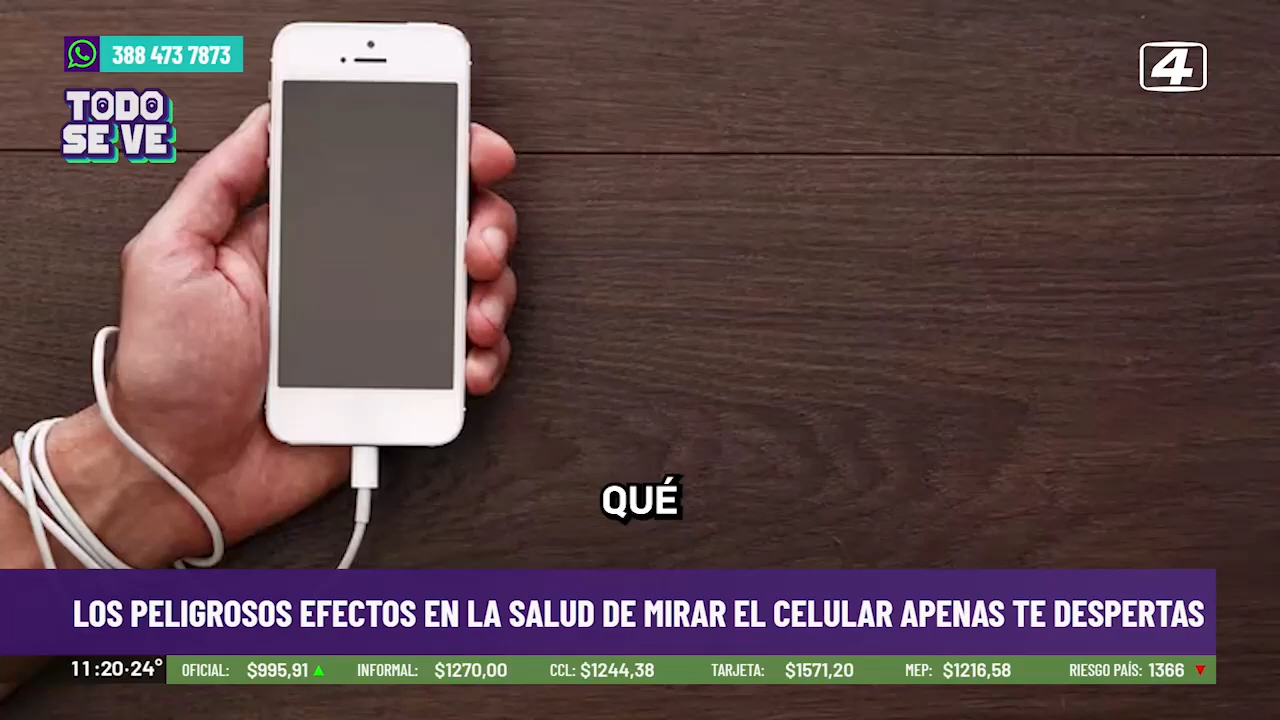 388 473 7873
TODO
SE VE
4
QUÉ
LOS PELIGROSOS EFECTOS EN LA SALUD DE MIRAR EL CELULAR APENAS TE DESPERTAS
11:20·24° OFICIAL: $995,91 INFORMAL: $1270,00 CCL: $1244,38 TARJETA: $1571,20 MEP: $1216,58 RIESGO PAÍS: 1366